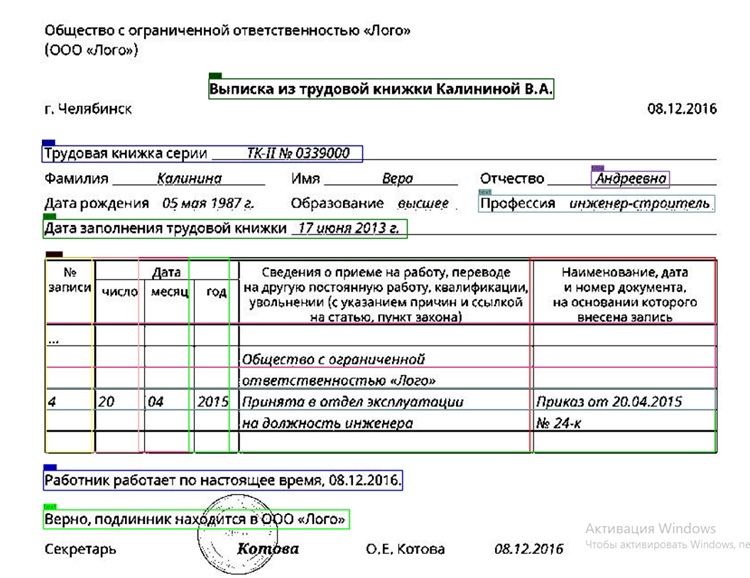 Общество с ограниченной ответственностью «Лого»
(ООО «Лого»)
Выписка из трудовой книжки Калининой В.А.
г. Челябинск 08.12.2016
Трудовая книжка серии ТК-II № 0339000
Фамилия Калинина Имя Вера Отчество Андреевна
Дата рождения 05 мая 1987 г. Образование высшее Профессия инженер-строитель
Дата заполнения трудовой книжки 17 июня 2013 г.
№ записи Дата Сведения о приеме на работу, переводе на другую постоянную работу, квалификации, увольнении (с указанием причин и ссылкой на статью, пункт закона) Наименование, дата и номер документа, на основании которого внесена запись
число месяц год
...
Общество с ограниченной
ответственностью «Лого»
4 20 04 2015 Принята в отдел эксплуатации Приказ от 20.04.2015
на должность инженера № 24-к
Работник работает по настоящее время, 08.12.2016.
Верно, подлинник находится в ООО «Лого»
Секретарь Котова О.Е. Котова 08.12.2016
Активация Windows
Чтобы активировать Windows, пе